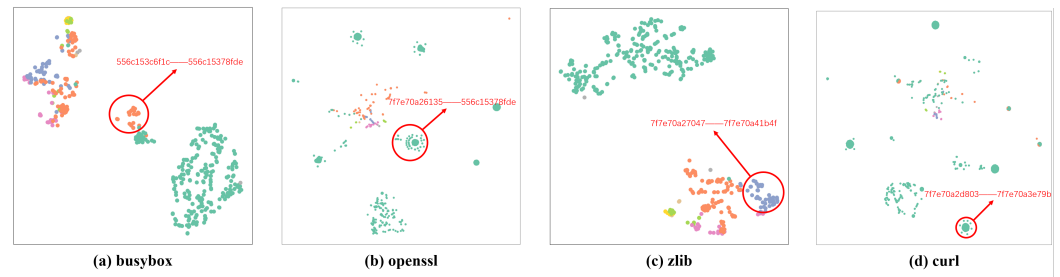 556c153c6f1c——556c15378fde
7f7e70a26135——556c15378fde
7f7e70a27047——7f7e70a41b4f
7f7e70a2d803——7f7e70a3e79b
(a) busybox
(b) openssl
(c) zlib
(d) curl